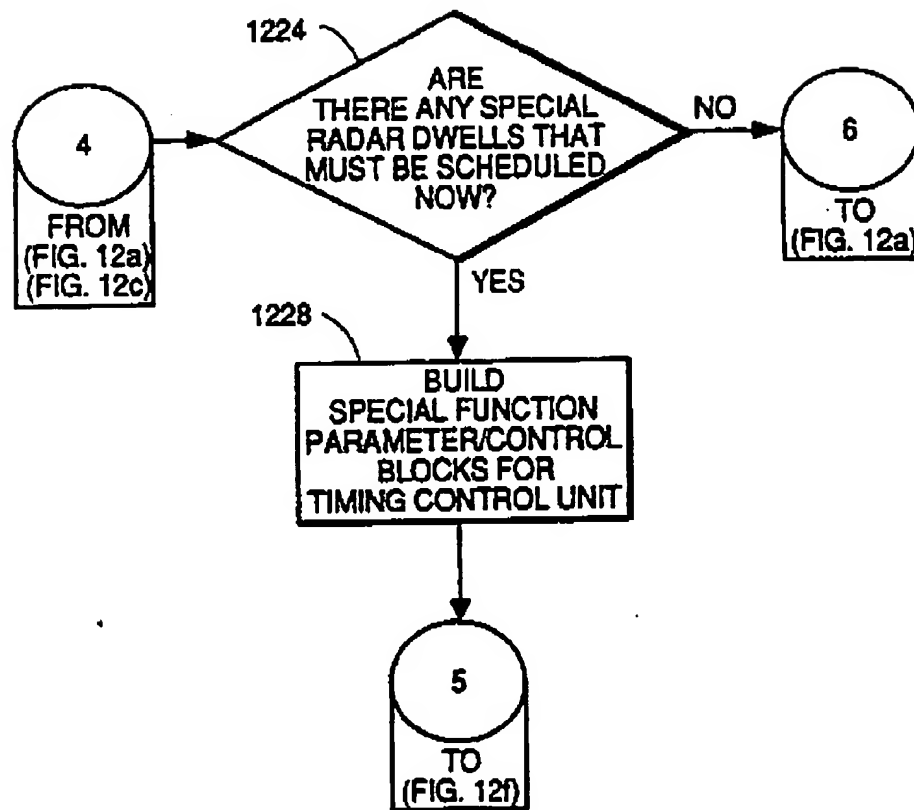 1224
ARE
THERE ANY SPECIAL
RADAR DWELLS THAT
MUST BE SCHEDULED
NOW?
4
FROM
(FIG. 12a)
(FIG. 12c)
NO
6
TO
(FIG. 12a)
YES
1228
BUILD
SPECIAL FUNCTION
PARAMETER/CONTROL
BLOCKS FOR
TIMING CONTROL UNIT
5
TO
(FIG. 12f)